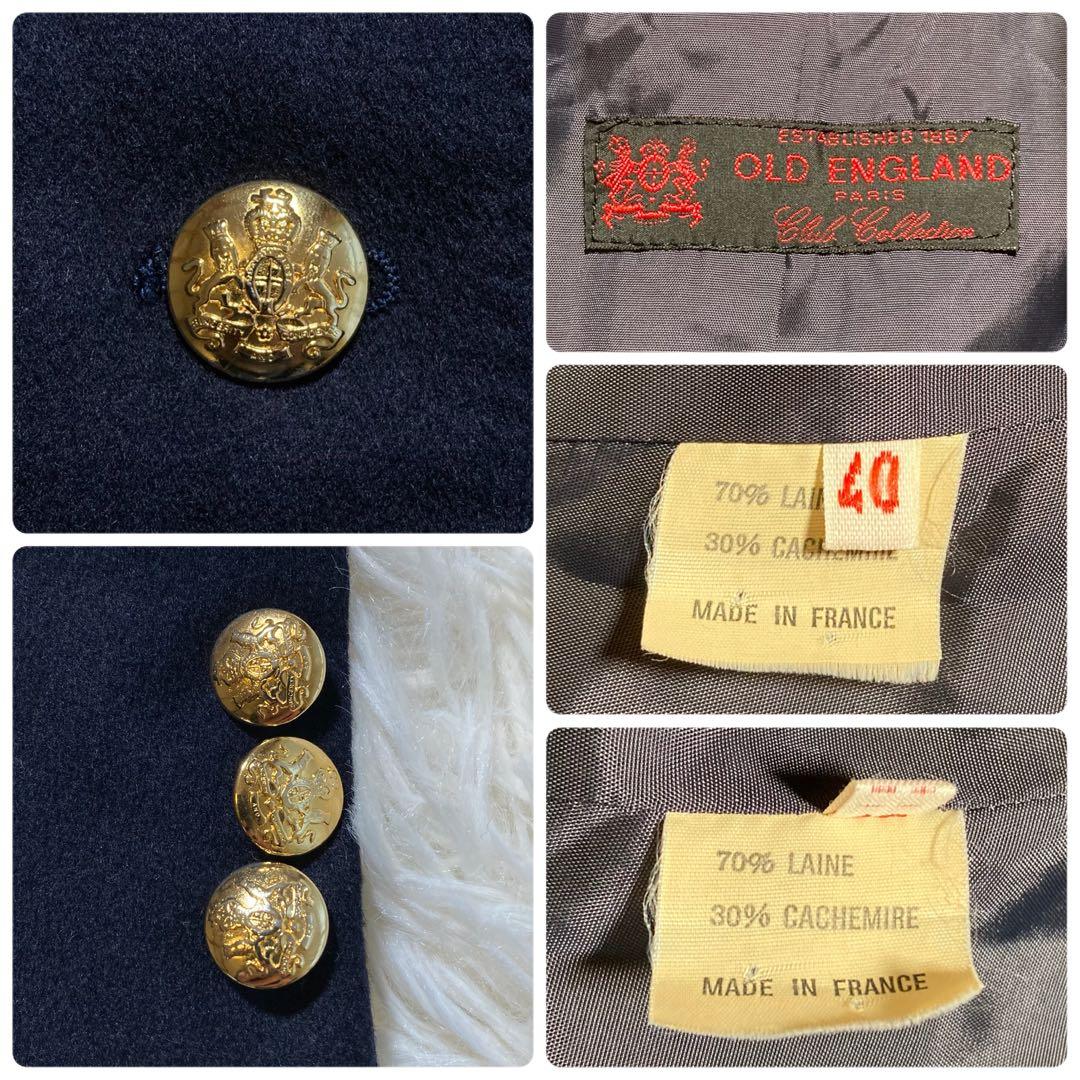 ESTABLISHED 1867
OLD ENGLAND
PARIS
Club Collection
70% LAI
40
30% CACHEMIRE
MADE IN FRANCE
70% LAINE
30% CACHEMIRE
MADE IN FRANCE